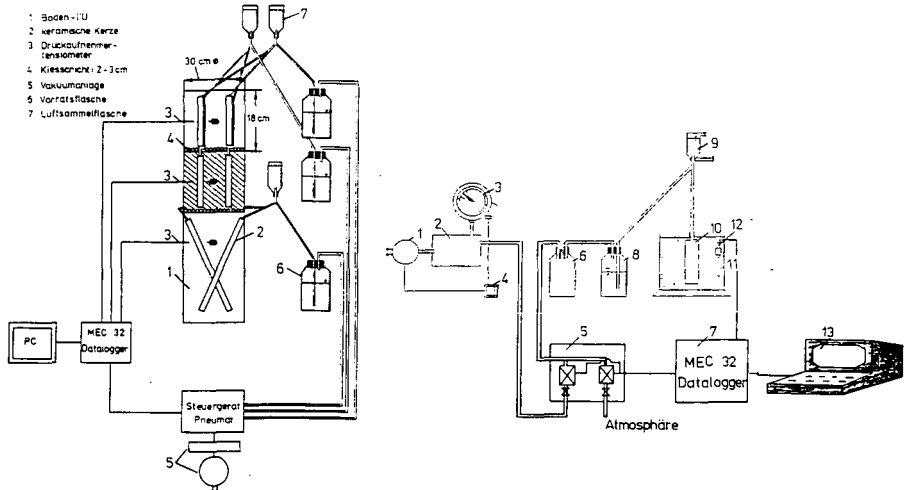 1 Boden-
2 keramische Kerze
3 Druckaufnehmer-
tensiometer
4 Kiesschicht: 2-3cm
5 Vakuumanlage
6 Vorratsflasche
7 Luftsammelflasche
7
30 cm ø
3
18 cm
4
3
3
2
1
6
PC
MEC 32
Datalogger
Steuergerät
Pneumat
5
9
1
2
3
4
6
8
10
12
11
5
7
MEC 32
Datalogger
13
Atmosphäre